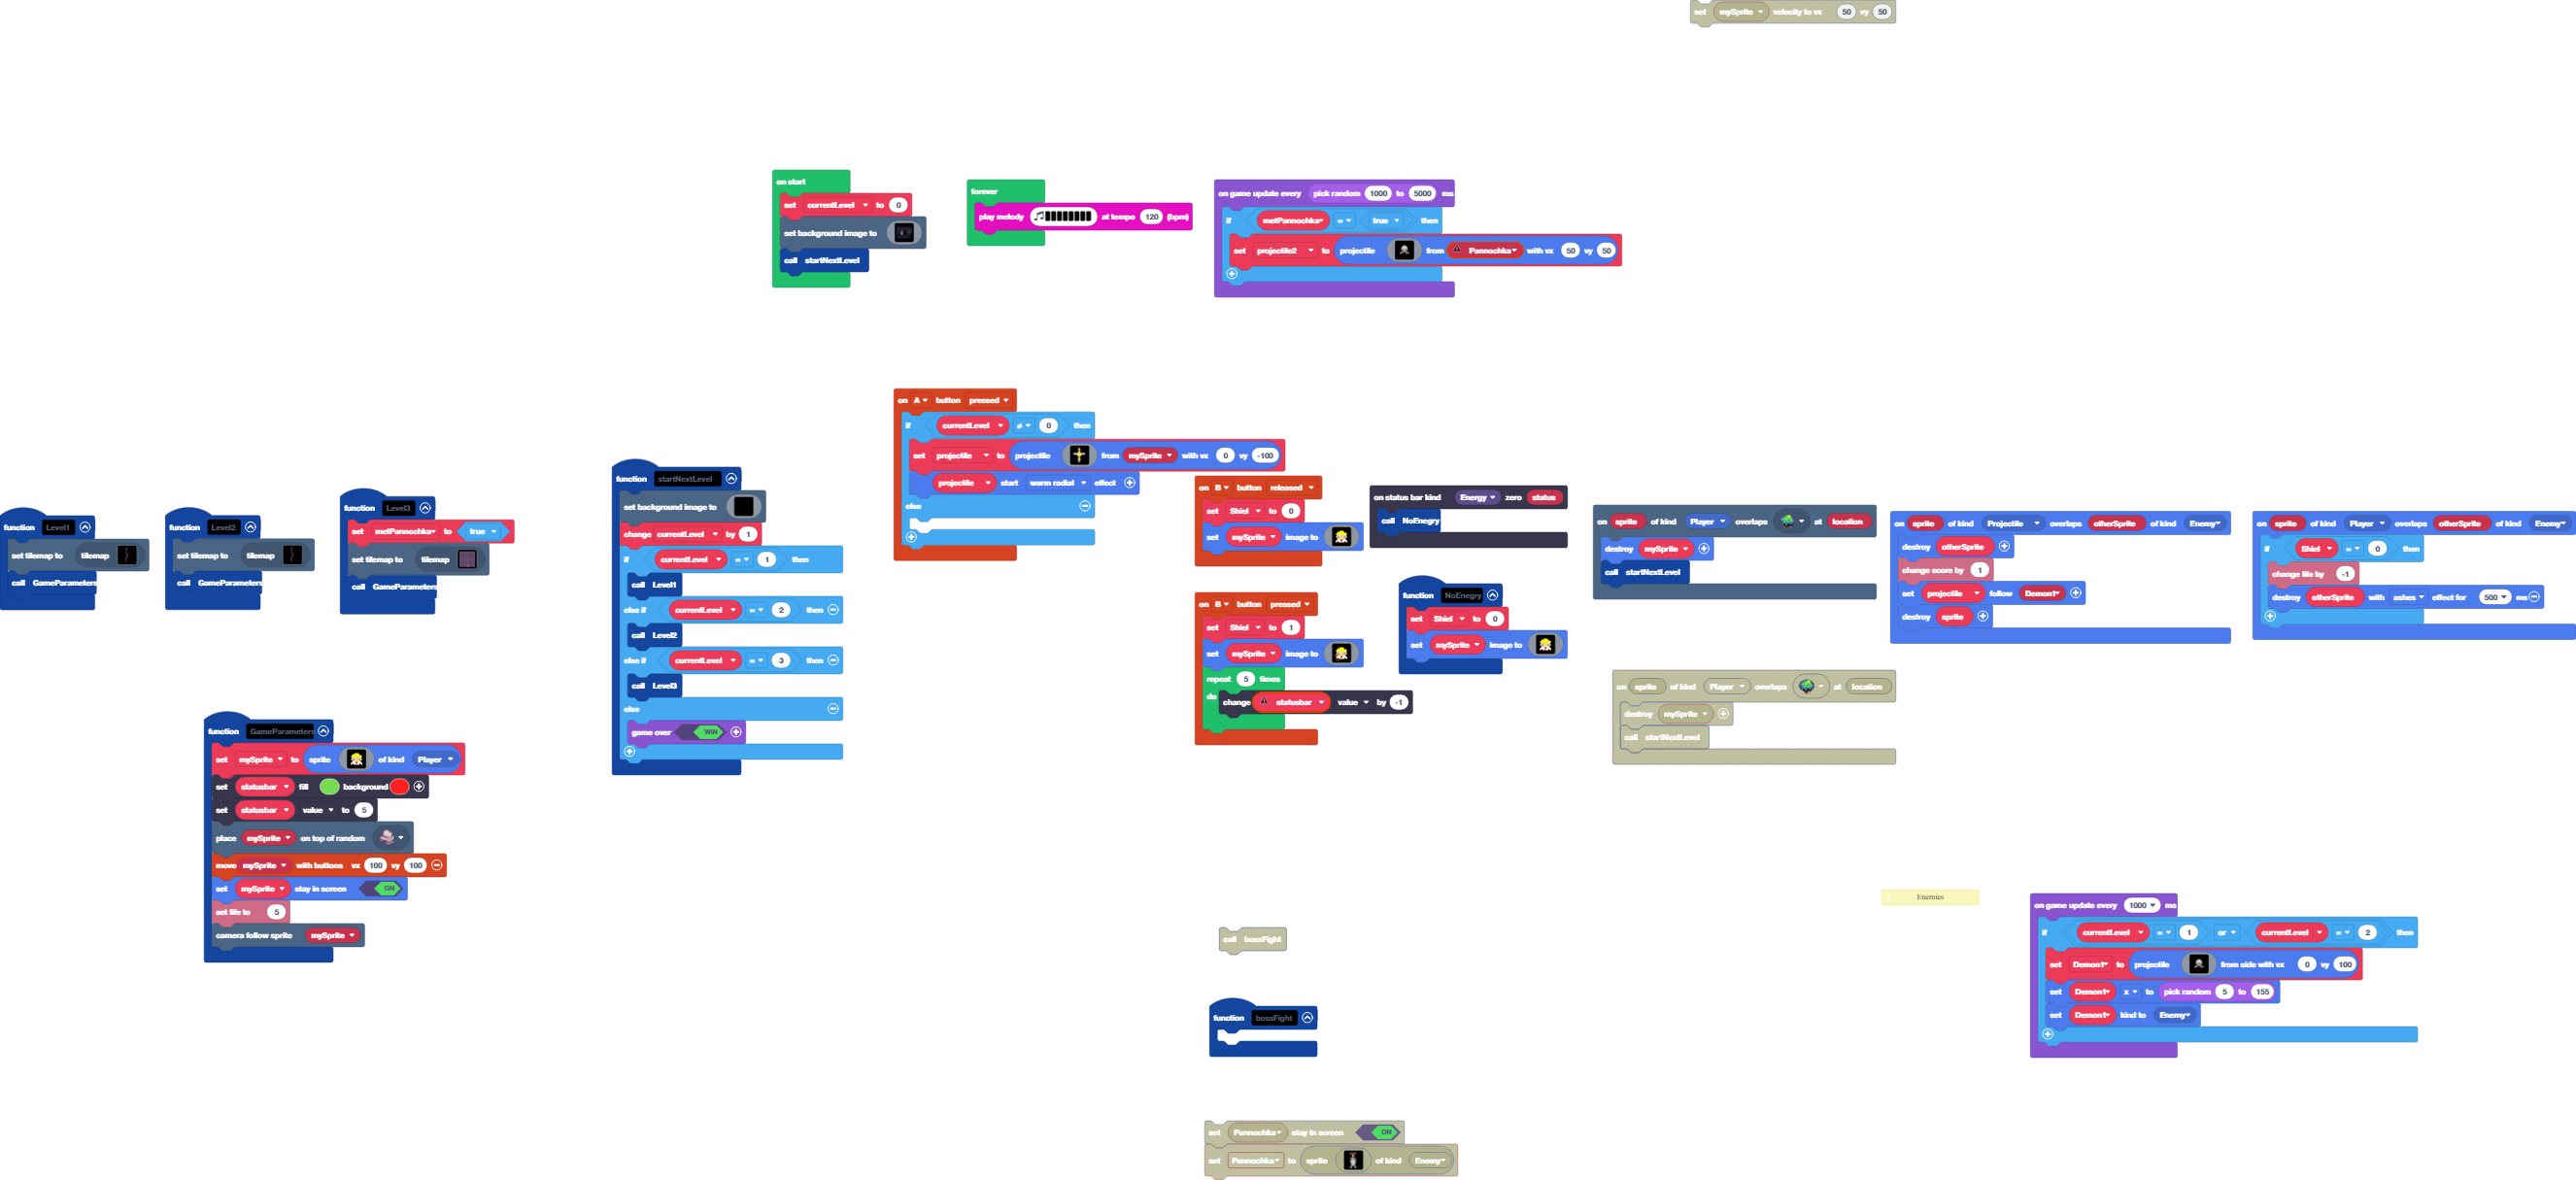 set mySprite velocity to vx 50 vy 50
on start
set currentLevel to 0
set background image to
call startNextLevel
forever
play melody at tempo 120 (bpm)
on game update every pick random 1000 to 5000 ms
if metPannochka = true then
set projectile2 to projectile from Pannochka with vx 50 vy 50
function Level1
set tilemap to tilemap
call GameParameters
function Level2
set tilemap to tilemap
call GameParameters
function Level3
set metPannochka to true
set tilemap to tilemap
call GameParameters
function GameParameters
set mySprite to sprite of kind Player
set statusbar fill background
set statusbar value to 5
place mySprite on top of random
move mySprite with buttons vx 100 vy 100
set mySprite stay in screen ON
set life to 5
camera follow sprite mySprite
function startNextLevel
set background image to
change currentLevel by 1
if currentLevel = 1 then
call Level1
else if currentLevel = 2 then
call Level2
else if currentLevel = 3 then
call Level3
else
game over WIN
on A button pressed
if currentLevel ≠ 0 then
set projectile to projectile from mySprite with vx 0 vy -100
projectile start warm radial effect
else
on B button released
set Shiel to 0
set mySprite image to
on B button pressed
set Shiel to 1
set mySprite image to
repeat 5 times
do change statusbar value by -1
on status bar kind Energy zero status
call NoEnegry
function NoEnegry
set Shiel to 0
set mySprite image to
on sprite of kind Player overlaps at location
destroy mySprite
call startNextLevel
on sprite of kind Player overlaps at location
destroy mySprite
call startNextLevel
on sprite of kind Projectile overlaps otherSprite of kind Enemy
destroy otherSprite
change score by 1
set projectile follow Demon1
destroy sprite
on sprite of kind Player overlaps otherSprite of kind Enemy
if Shiel = 0 then
change life by -1
destroy otherSprite with ashes effect for 500 ms
Enemies
on game update every 1000 ms
if currentLevel = 1 or currentLevel = 2 then
set Demon1 to projectile from side with vx 0 vy 100
set Demon1 x to pick random 5 to 155
set Demon1 kind to Enemy
call bossFight
function bossFight
set Pannochka stay in screen ON
set Pannochka to sprite of kind Enemy